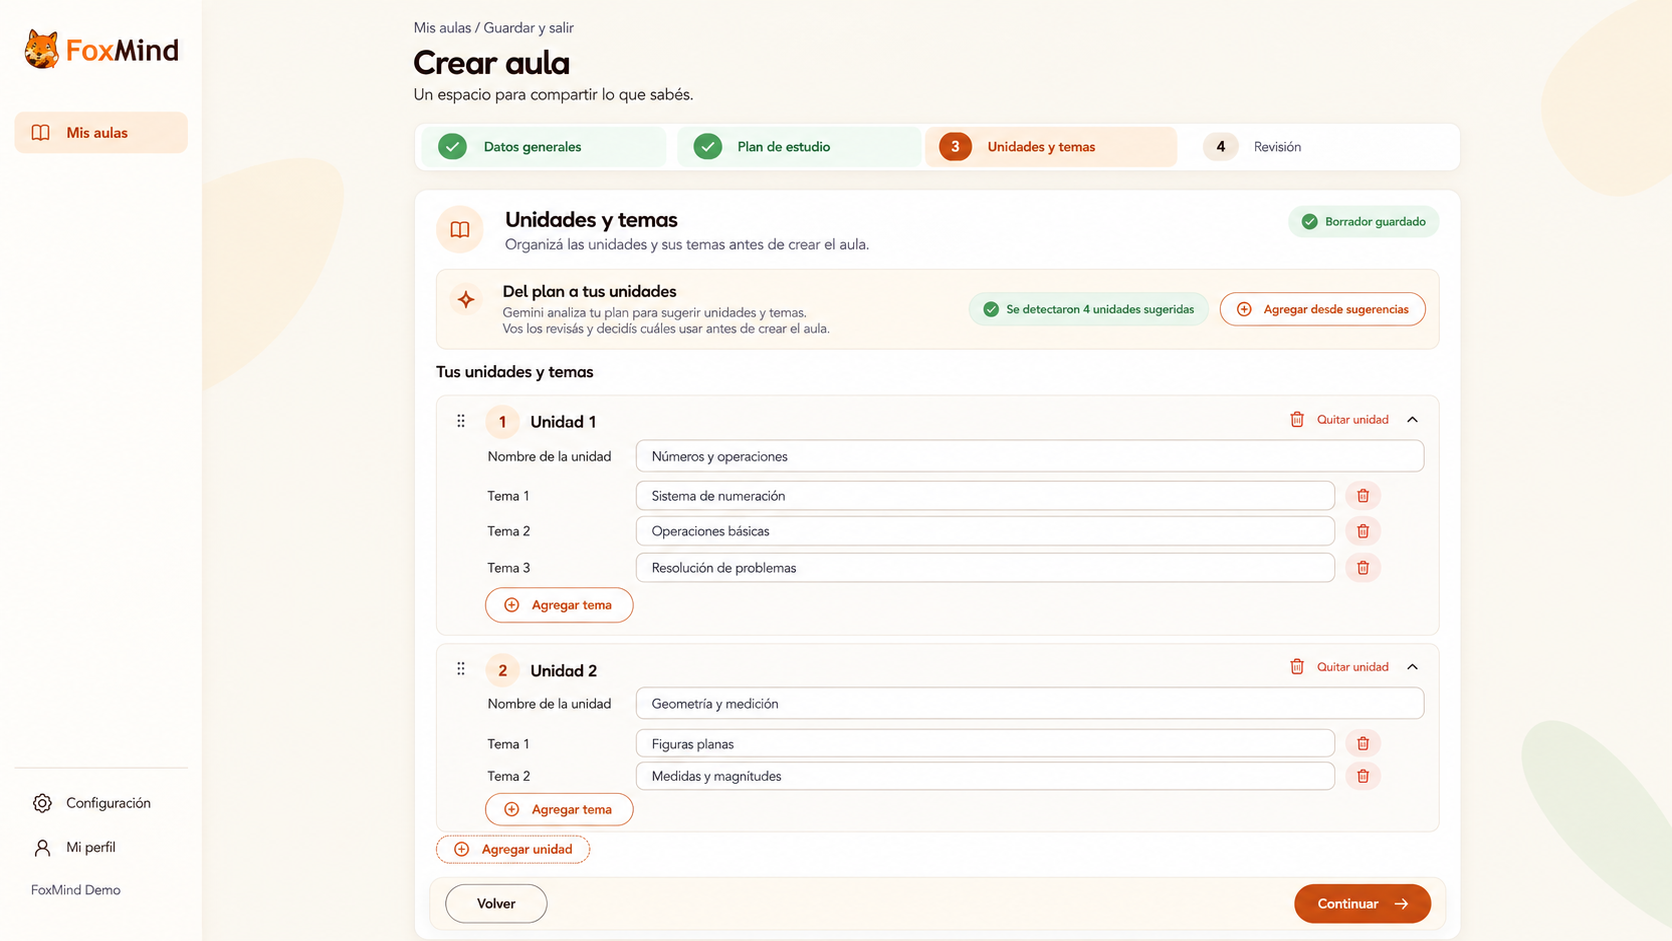 FoxMind
Mis aulas
Configuración
Mi perfil
FoxMind Demo
Mis aulas / Guardar y salir
Crear aula
Un espacio para compartir lo que sabés.
Datos generales
Plan de estudio
3 Unidades y temas
4 Revisión
Unidades y temas
Organizá las unidades y sus temas antes de crear el aula.
Borrador guardado
Del plan a tus unidades
Gemini analiza tu plan para sugerir unidades y temas.
Vos los revisás y decidís cuáles usar antes de crear el aula.
Se detectaron 4 unidades sugeridas
Agregar desde sugerencias
Tus unidades y temas
1 Unidad 1
Quitar unidad
Nombre de la unidad Números y operaciones
Tema 1 Sistema de numeración
Tema 2 Operaciones básicas
Tema 3 Resolución de problemas
Agregar tema
2 Unidad 2
Quitar unidad
Nombre de la unidad Geometría y medición
Tema 1 Figuras planas
Tema 2 Medidas y magnitudes
Agregar tema
Agregar unidad
Volver
Continuar